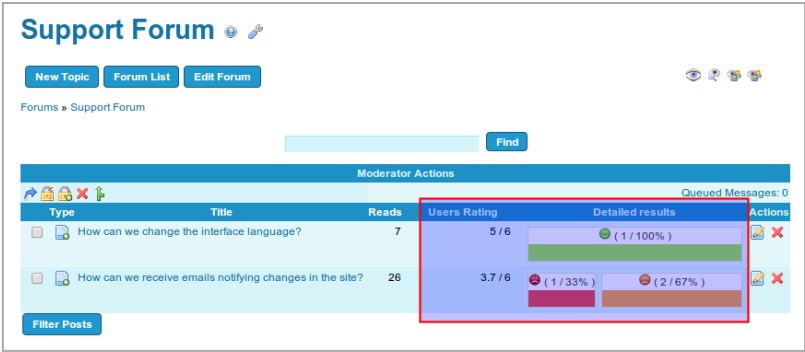 Support Forum
New Topic Forum List Edit Forum
Forums » Support Forum
Find
Moderator Actions
Queued Messages: 0
Type Title Reads Users Rating Detailed results Actions
How can we change the interface language? 7 5 / 6 ( 1 / 100% )
How can we receive emails notifying changes in the site? 26 3.7 / 6 ( 1 / 33% ) ( 2 / 67% )
Filter Posts